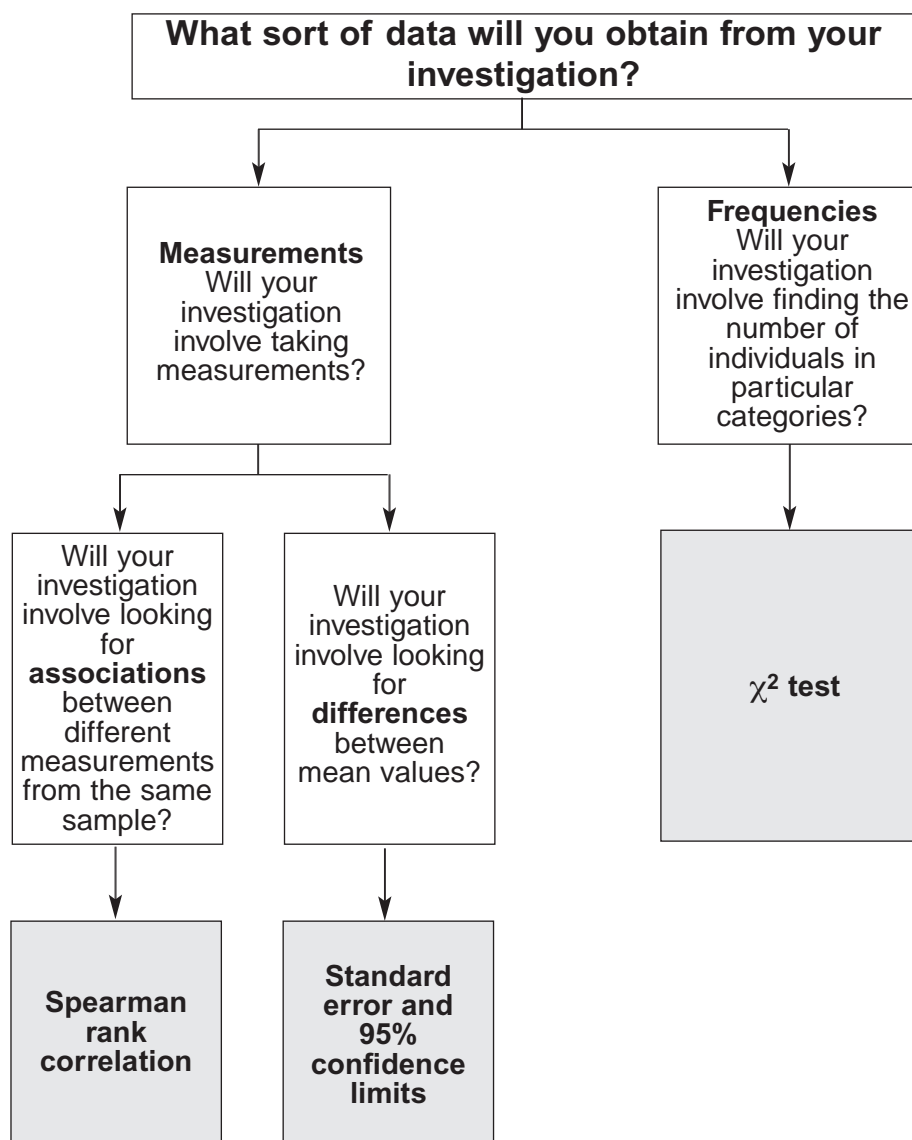 What sort of data will you obtain from your
investigation?
Measurements
Will your
investigation
involve taking
measurements?
Frequencies
Will your
investigation
involve finding the
number of
individuals in
particular
categories?
Will your
investigation
involve looking
for
associations
between
different
measurements
from the same
sample?
Will your
investigation
involve looking
for
differences
between
mean values?
χ² test
Spearman
rank
correlation
Standard
error and
95%
confidence
limits